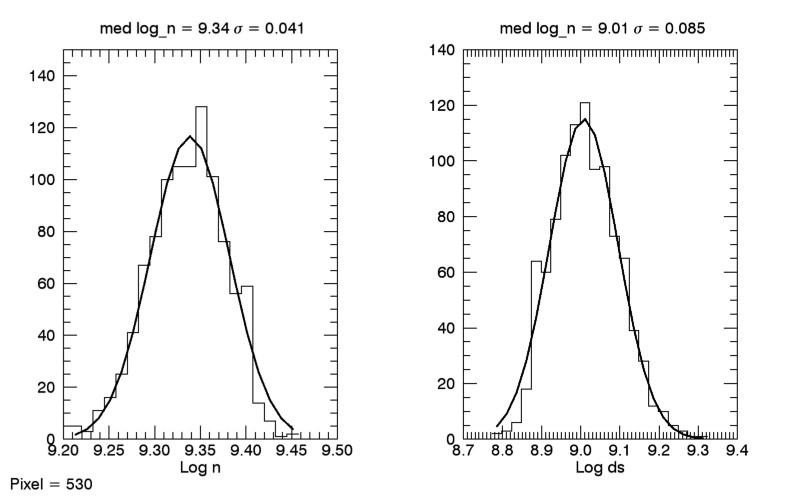 med log_n = 9.34 σ = 0.041
med log_n = 9.01 σ = 0.085
140
120
100
80
60
40
20
0
9.20 9.25 9.30 9.35 9.40 9.45 9.50
Log n
140
120
100
80
60
40
20
0
8.7 8.8 8.9 9.0 9.1 9.2 9.3 9.4
Log ds
Pixel = 530